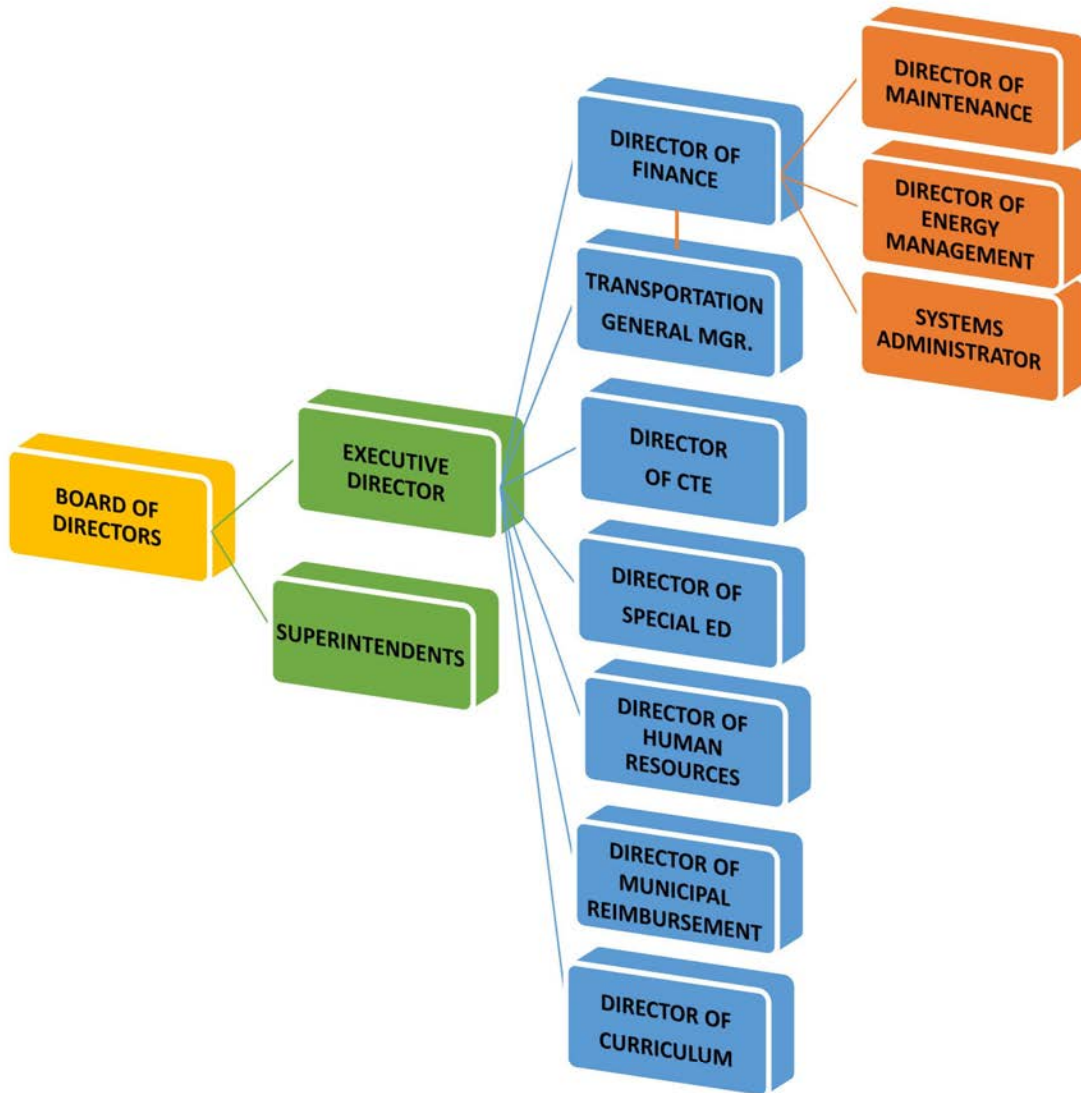 BOARD OF
DIRECTORS
EXECUTIVE
DIRECTOR
SUPERINTENDENTS
DIRECTOR OF
FINANCE
TRANSPORTATION
GENERAL MGR.
DIRECTOR
OF CTE
DIRECTOR OF
SPECIAL ED
DIRECTOR OF
HUMAN
RESOURCES
DIRECTOR OF
MUNICIPAL
REIMBURSEMENT
DIRECTOR OF
CURRICULUM
DIRECTOR OF
MAINTENANCE
DIRECTOR OF
ENERGY
MANAGEMENT
SYSTEMS
ADMINISTRATOR